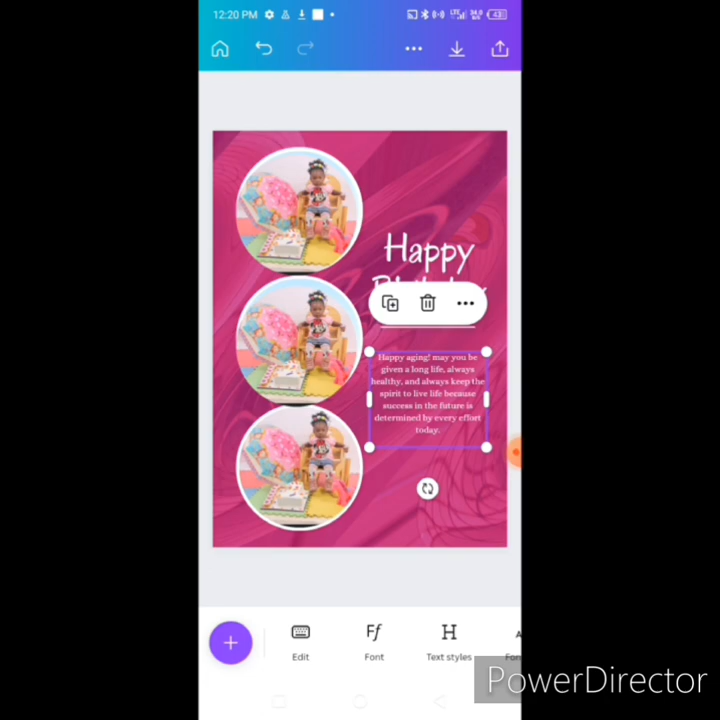 12:20 PM
Happy
Happy aging! may you be
given a long life, always
healthy, and always keep the
spirit to live life because
success in the future is
determined by every effort
today.
Edit
Ff
Font
H
Text styles
PowerDirector